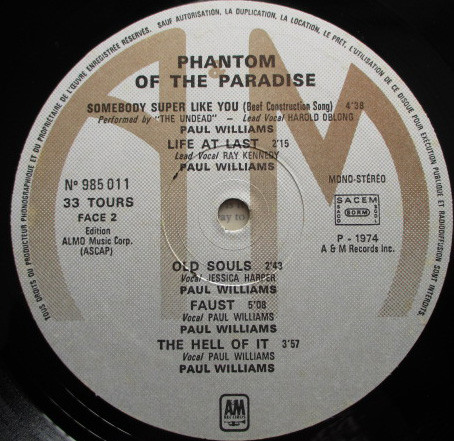 TOUS DROITS DU PRODUCTEUR PHONOGRAPHIQUE ET DU PROPRIÉTAIRE DE L'ŒUVRE ENREGISTRÉE RÉSERVÉS. SAUF AUTORISATION, LA DUPLICATION, LA LOCATION, LE PRÊT, L'UTILISATION DE CE DISQUE POUR EXÉCUTION PUBLIQUE ET RADIODIFFUSION SONT INTERDITS.
PHANTOM
OF THE PARADISE
SOMEBODY SUPER LIKE YOU (Beef Construction Song) 4'38
Performed by "THE UNDEAD" - Lead Vocal HAROLD OBLONG
PAUL WILLIAMS
LIFE AT LAST 2'15
Lead Vocal RAY KENNEDY
PAUL WILLIAMS
N° 985 011
33 TOURS
FACE 2
Edition
ALMO Music Corp.
(ASCAP)
MONO-STÉRÉO
SACEM
P - 1974
A & M Records Inc.
OLD SOULS 2'43
Vocal JESSICA HARPER
PAUL WILLIAMS
FAUST 5'08
Vocal PAUL WILLIAMS
PAUL WILLIAMS
THE HELL OF IT 3'57
Vocal PAUL WILLIAMS
PAUL WILLIAMS
A&M